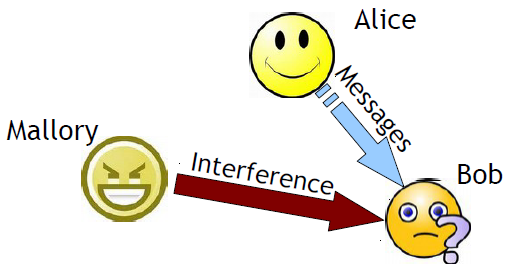 Alice
Messages
Mallory
Interference
Bob
?